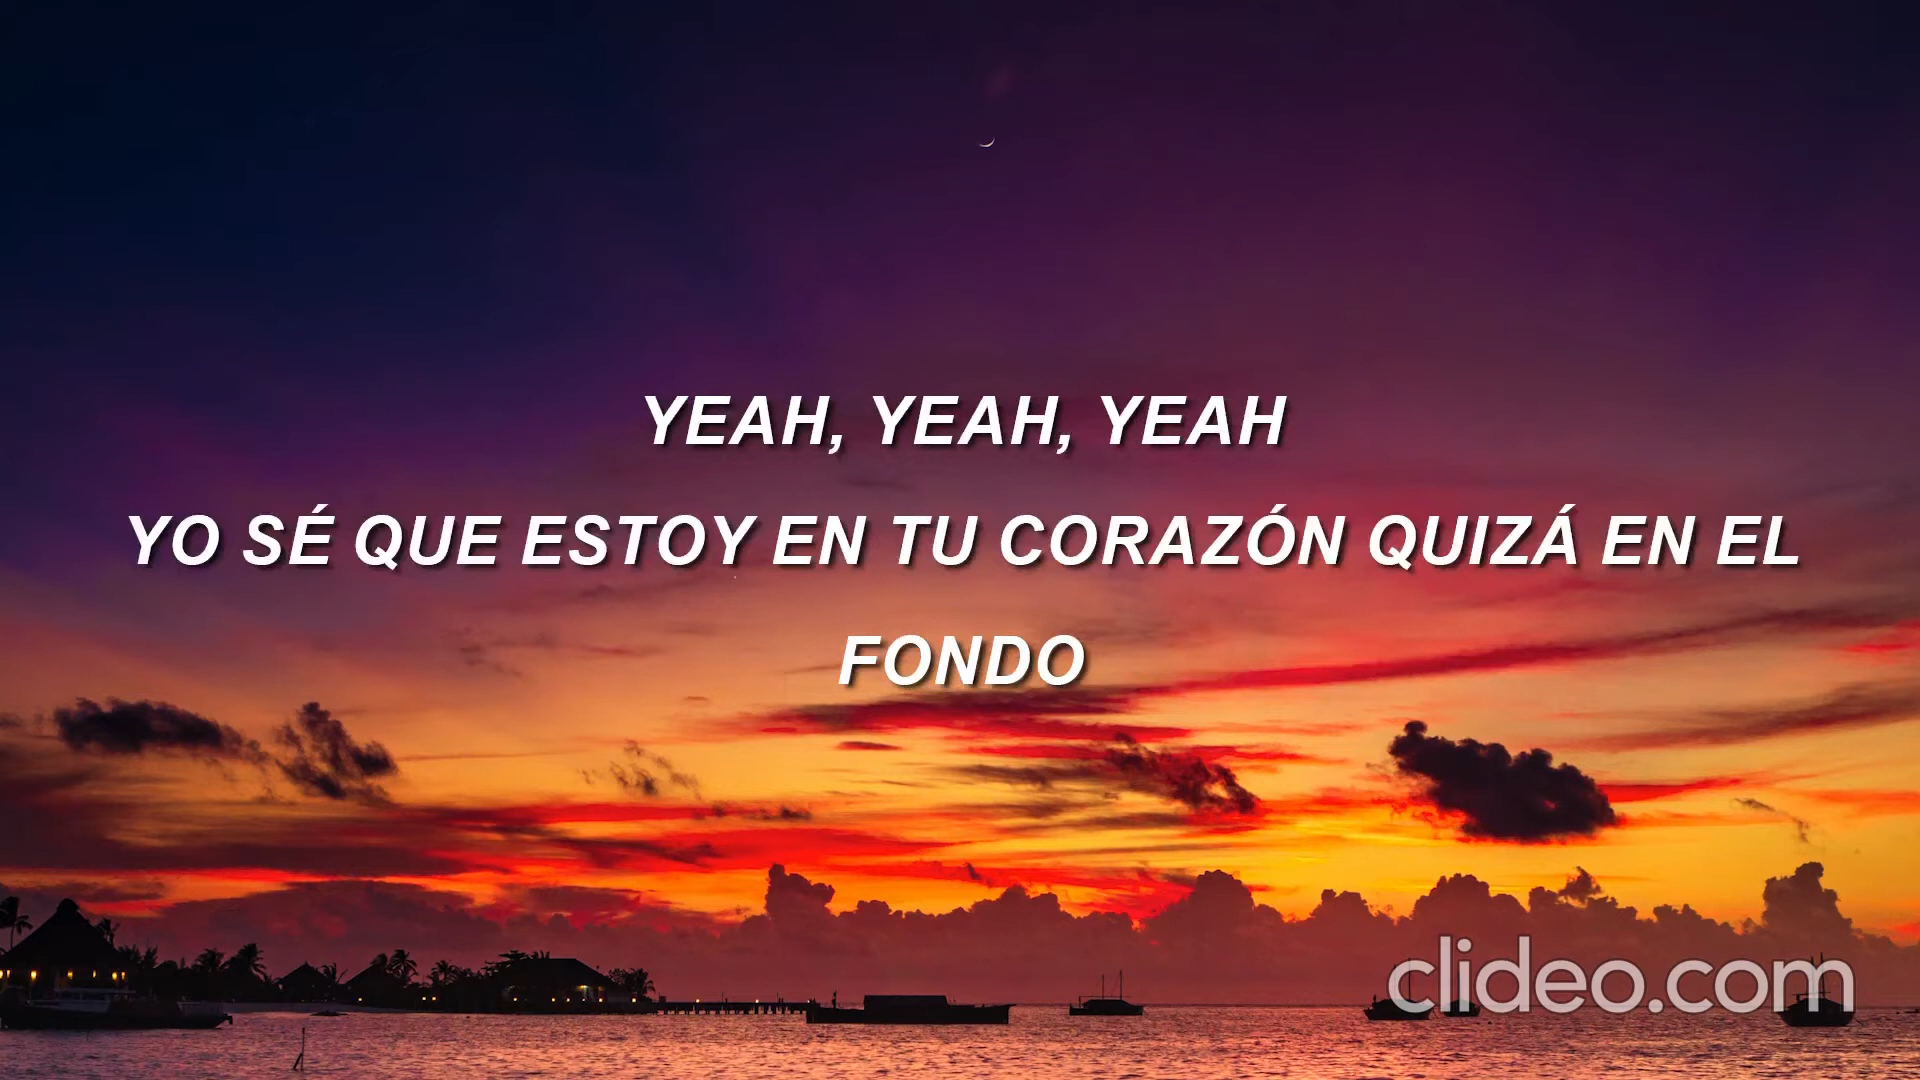 YEAH, YEAH, YEAH
YO SÉ QUE ESTOY EN TU CORAZÓN QUIZÁ EN EL
FONDO
clideo.com